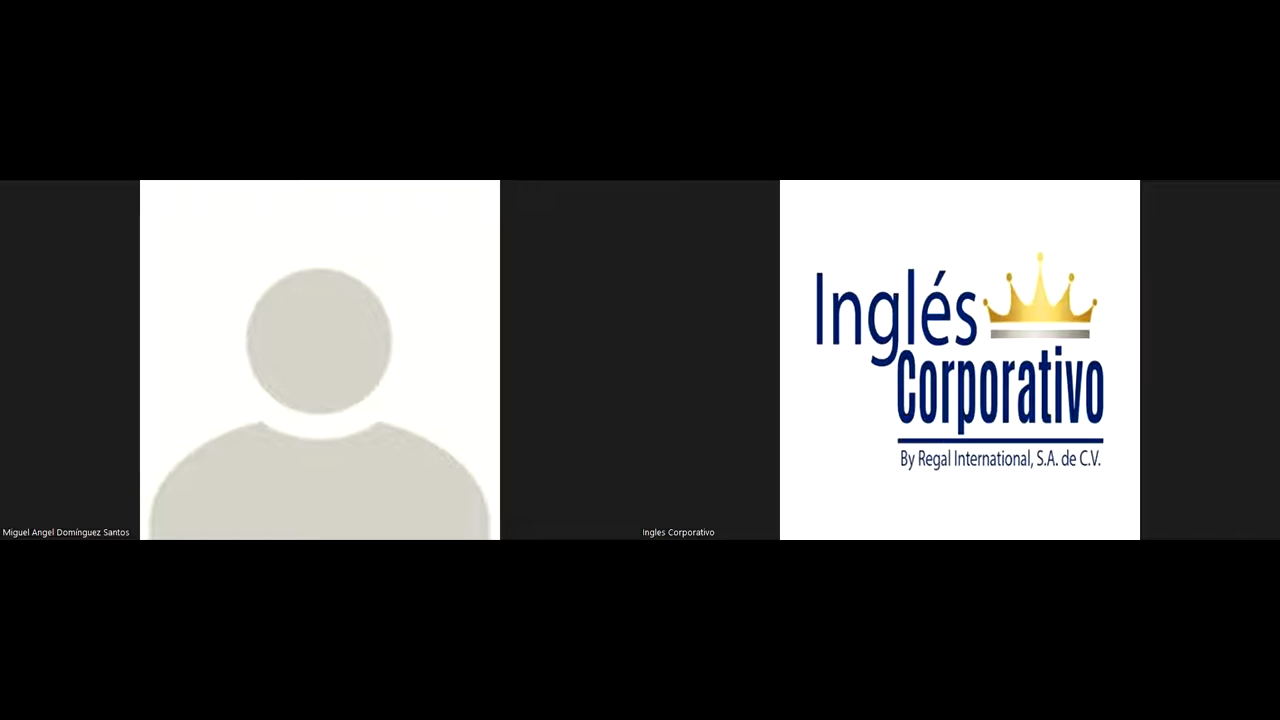 Inglés
Corporativo
By Regal International, S.A. de C.V.
Miguel Angel Domínguez Santos
Ingles Corporativo